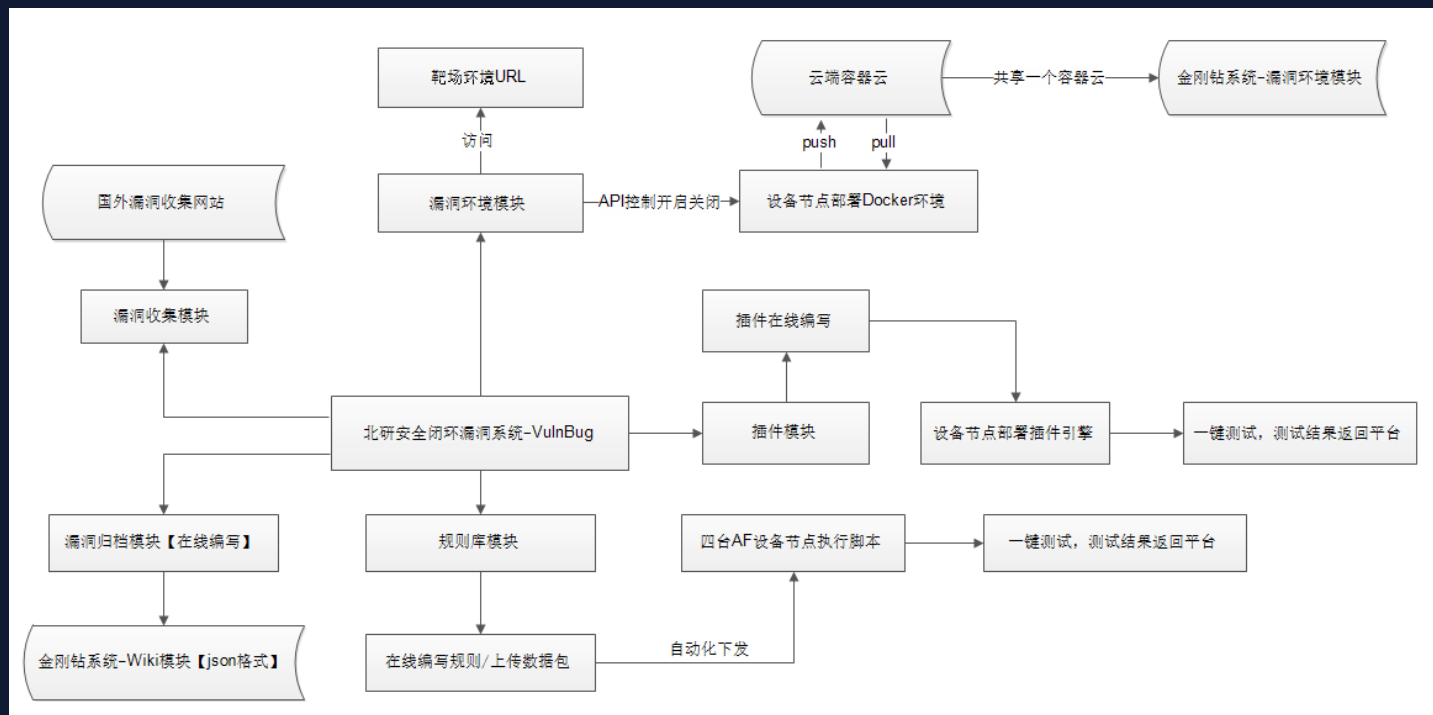 靶场环境URL
云端容器云
共享一个容器云
金刚钻系统-漏洞环境模块
访问
push
pull
国外漏洞收集网站
漏洞环境模块
API控制开启关闭
设备节点部署Docker环境
漏洞收集模块
插件在线编写
北研安全闭环漏洞系统-VulnBug
插件模块
设备节点部署插件引擎
一键测试，测试结果返回平台
漏洞归档模块【在线编写】
规则库模块
四台AF设备节点执行脚本
一键测试，测试结果返回平台
金刚钻系统-Wiki模块【json格式】
在线编写规则/上传数据包
自动化下发